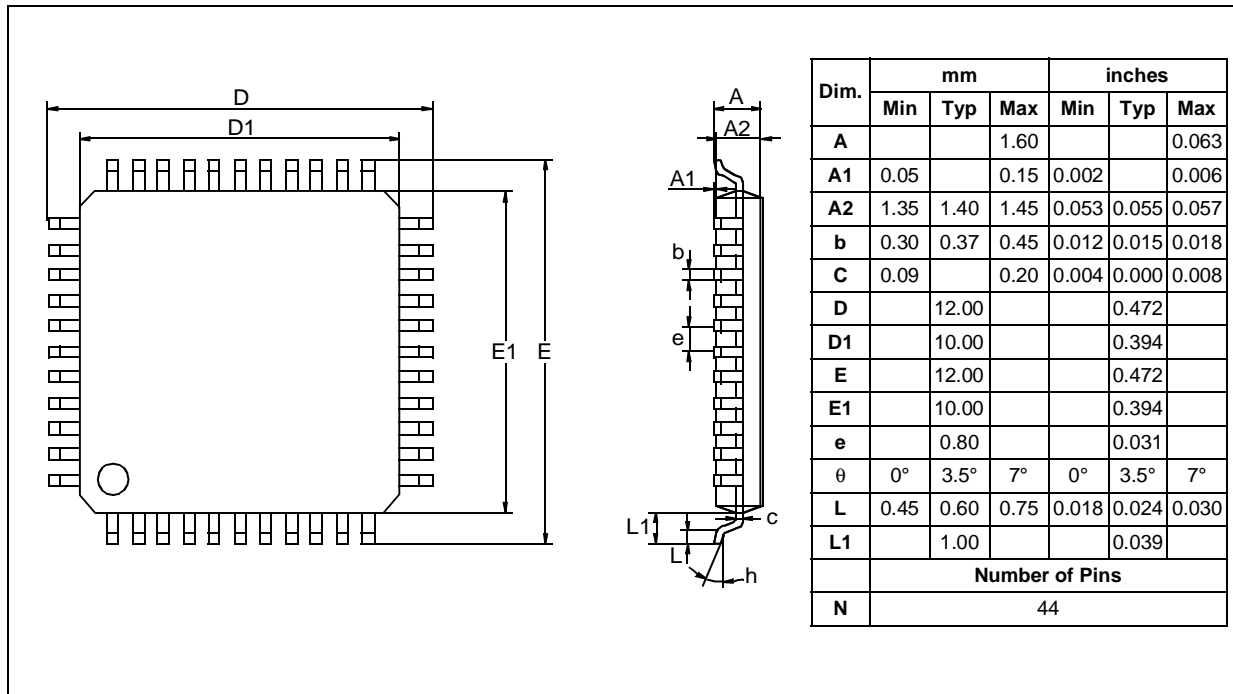 D
D1
E1 E
A
A2
A1
b
e
c
L1
L
h
Dim. mm inches
Min Typ Max Min Typ Max
A 1.60 0.063
A1 0.05 0.15 0.002 0.006
A2 1.35 1.40 1.45 0.053 0.055 0.057
b 0.30 0.37 0.45 0.012 0.015 0.018
C 0.09 0.20 0.004 0.000 0.008
D 12.00 0.472
D1 10.00 0.394
E 12.00 0.472
E1 10.00 0.394
e 0.80 0.031
θ 0° 3.5° 7° 0° 3.5° 7°
L 0.45 0.60 0.75 0.018 0.024 0.030
L1 1.00 0.039
Number of Pins
N 44